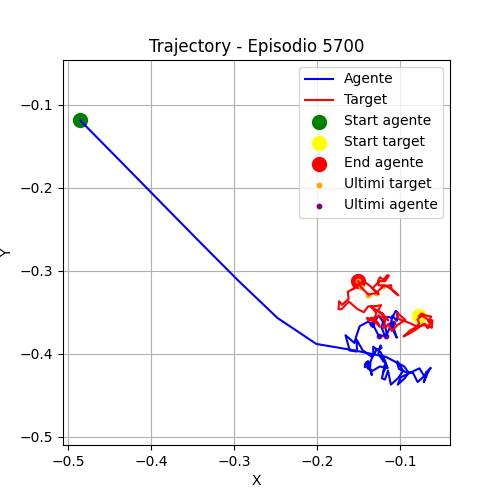 Trajectory - Episodio 5700
Agente
Target
Start agente
Start target
End agente
Ultimi target
Ultimi agente
−0.1
−0.2
−0.3
−0.4
−0.5
Y
−0.5 −0.4 −0.3 −0.2 −0.1
X